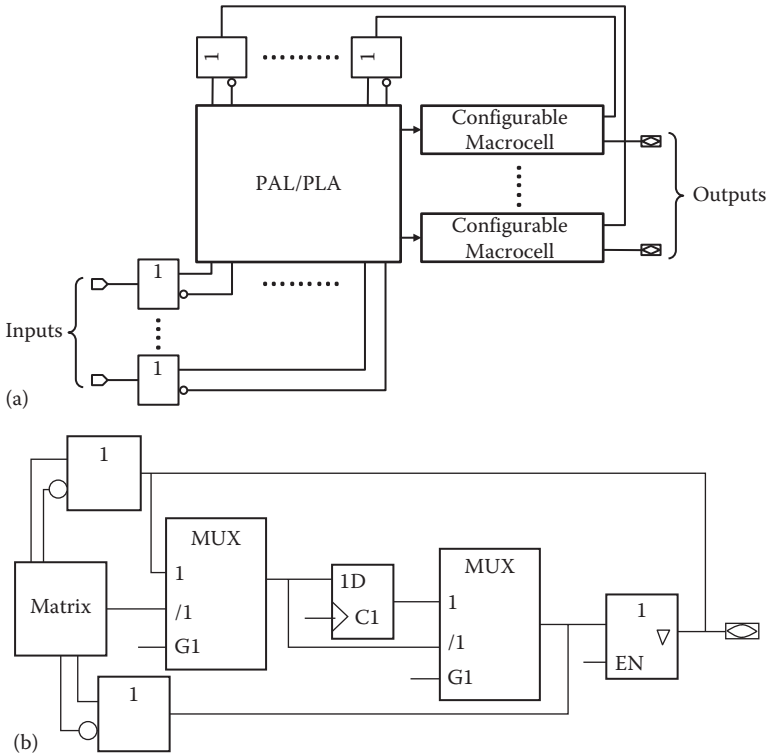 1
1
Configurable
Macrocell
PAL/PLA
Outputs
Configurable
Macrocell
1
Inputs
1
(a)
1
MUX
MUX
1
1D
1
Matrix
/1
C1
1
G1
/1
EN
G1
1
(b)